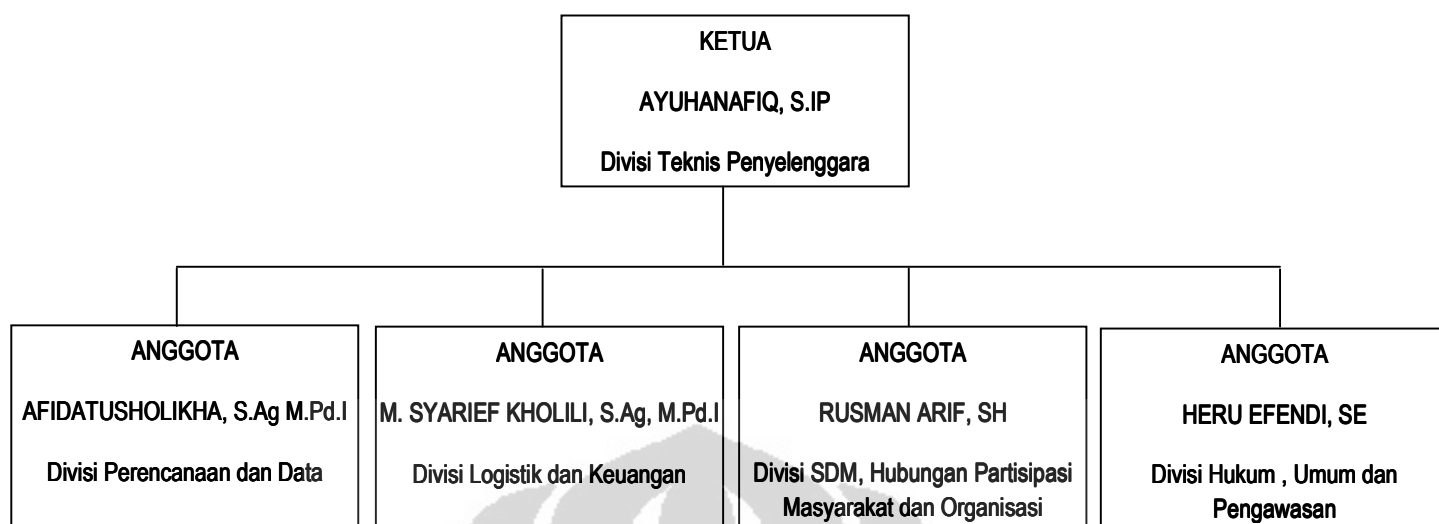 KETUA
AYUHANAFIQ, S.IP
Divisi Teknis Penyelenggara
ANGGOTA
AFIDATUSHOLIKHA, S.Ag M.Pd.I
Divisi Perencanaan dan Data
ANGGOTA
M. SYARIEF KHOLILI, S.Ag, M.Pd.I
Divisi Logistik dan Keuangan
ANGGOTA
RUSMAN ARIF, SH
Divisi SDM, Hubungan Partisipasi
Masyarakat dan Organisasi
ANGGOTA
HERU EFENDI, SE
Divisi Hukum , Umum dan
Pengawasan